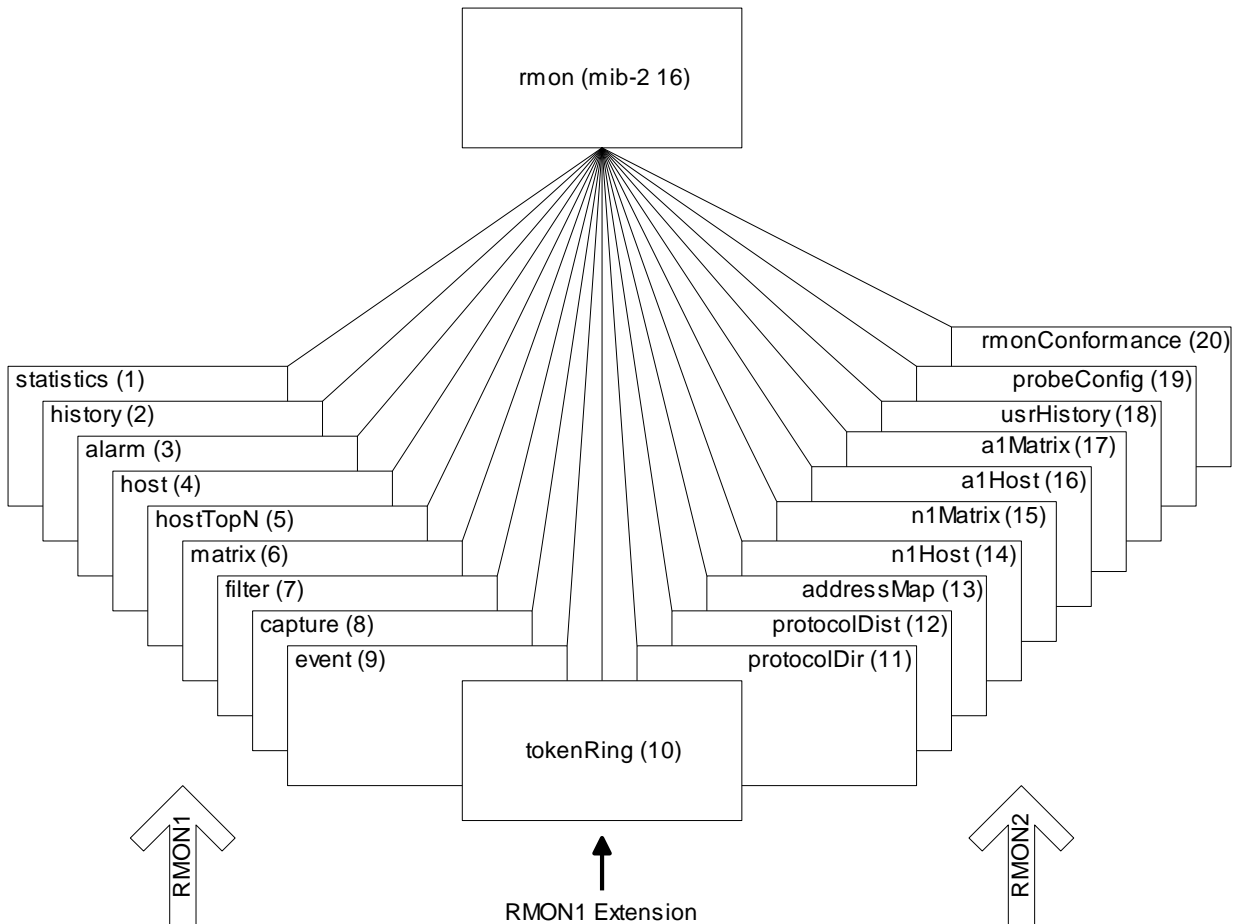 rmon (mib-2 16)
rmonConformance (20)
statistics (1)
probeConfig (19)
history (2)
usrHistory (18)
alarm (3)
a1Matrix (17)
host (4)
a1Host (16)
hostTopN (5)
n1Matrix (15)
matrix (6)
n1Host (14)
filter (7)
addressMap (13)
capture (8)
protocolDist (12)
event (9)
protocolDir (11)
tokenRing (10)
RMON1
RMON2
RMON1 Extension